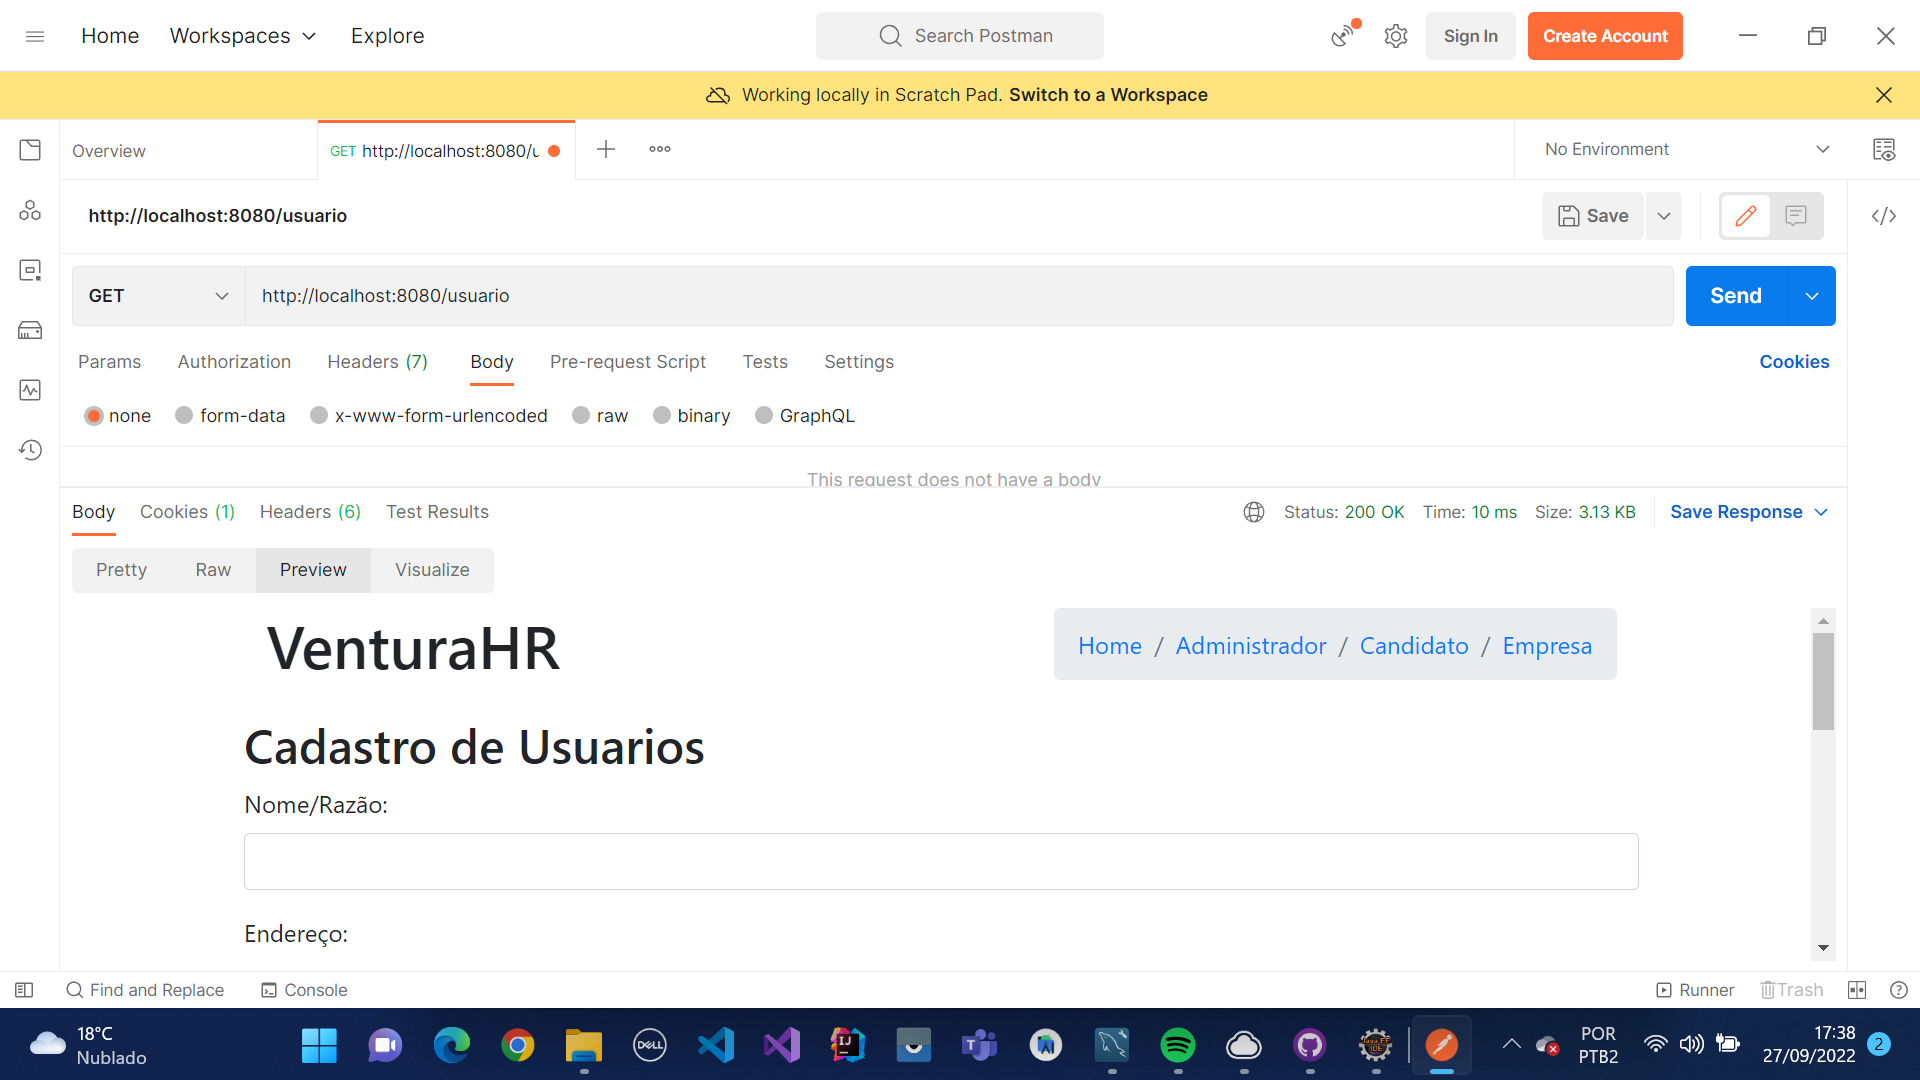 Home Workspaces Explore Search Postman Sign In Create Account
Working locally in Scratch Pad. Switch to a Workspace
Overview GET http://localhost:8080/u No Environment
http://localhost:8080/usuario Save
GET http://localhost:8080/usuario Send
Params Authorization Headers (7) Body Pre-request Script Tests Settings Cookies
none form-data x-www-form-urlencoded raw binary GraphQL
This request does not have a body
Body Cookies (1) Headers (6) Test Results Status: 200 OK Time: 10 ms Size: 3.13 KB Save Response
Pretty Raw Preview Visualize
VenturaHR Home / Administrador / Candidato / Empresa
Cadastro de Usuarios
Nome/Razão:
Endereço:
Find and Replace Console Runner Trash
18°C
Nublado
DELL
IJ
T
Java EE
IDE
POR
PTB2
17:38
27/09/2022
2